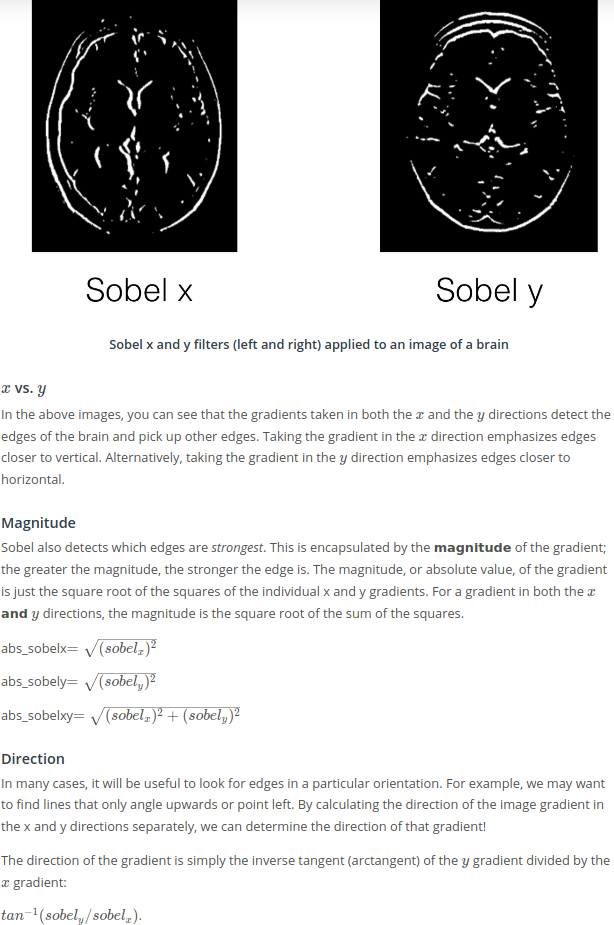 Sobel x
Sobel y
Sobel x and y filters (left and right) applied to an image of a brain
x vs. y
In the above images, you can see that the gradients taken in both the x and the y directions detect the
edges of the brain and pick up other edges. Taking the gradient in the x direction emphasizes edges
closer to vertical. Alternatively, taking the gradient in the y direction emphasizes edges closer to
horizontal.
Magnitude
Sobel also detects which edges are strongest. This is encapsulated by the magnitude of the gradient;
the greater the magnitude, the stronger the edge is. The magnitude, or absolute value, of the gradient
is just the square root of the squares of the individual x and y gradients. For a gradient in both the x
and y directions, the magnitude is the square root of the sum of the squares.
abs_sobelx= √(sobelₓ)²
abs_sobely= √(sobel_y)²
abs_sobelxy= √(sobelₓ)² + (sobel_y)²
Direction
In many cases, it will be useful to look for edges in a particular orientation. For example, we may want
to find lines that only angle upwards or point left. By calculating the direction of the image gradient in
the x and y directions separately, we can determine the direction of that gradient!
The direction of the gradient is simply the inverse tangent (arctangent) of the y gradient divided by the
x gradient:
tan⁻¹(sobel_y/sobelₓ).